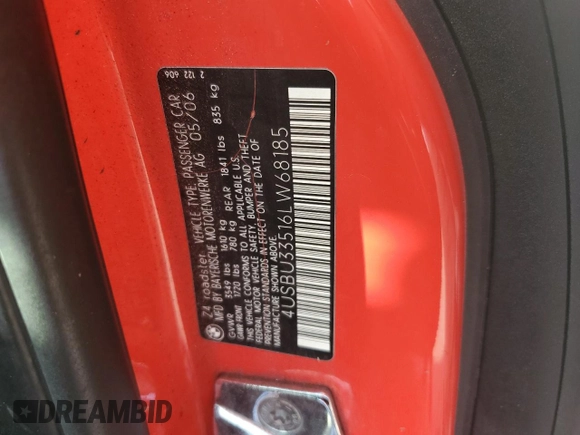 Z4 roadster VEHICLE TYPE: PASSENGER CAR 2 122 606
MFD BY BAYERISCHE MOTORENWERKE AG 05/06
GVWR 3549 lbs 1610 kg REAR 1841 lbs 835 kg
GAWR FRONT 1720 lbs 780 kg
THIS VEHICLE CONFORMS TO ALL APPLICABLE U.S.
FEDERAL MOTOR VEHICLE SAFETY, BUMPER AND THEFT
PREVENTION STANDARDS IN EFFECT ON THE DATE OF
MANUFACTURE SHOWN ABOVE.
4USBU33516LW68185
DREAMBID